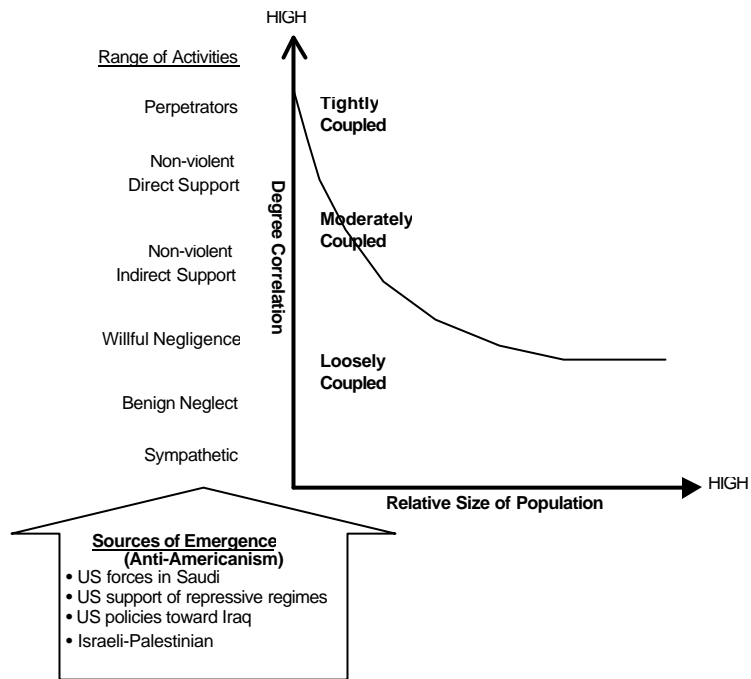 HIGH
Range of Activities
Perpetrators
Non-violent
Direct Support
Non-violent
Indirect Support
Willful Negligence
Benign Neglect
Sympathetic
Degree Correlation
Tightly
Coupled
Moderately
Coupled
Loosely
Coupled
HIGH
Relative Size of Population
Sources of Emergence
(Anti-Americanism)
• US forces in Saudi
• US support of repressive regimes
• US policies toward Iraq
• Israeli-Palestinian